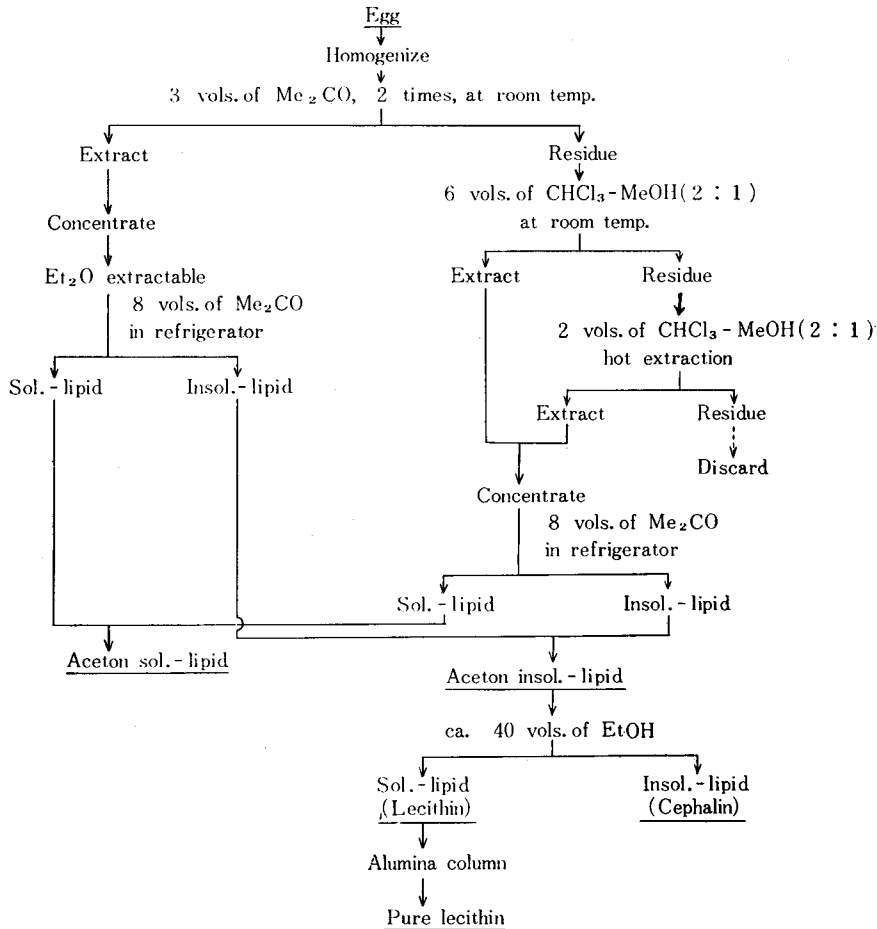 Egg
Homogenize
3 vols. of Me₂CO, 2 times, at room temp.
Extract
Residue
6 vols. of CHCl₃-MeOH(2 : 1)
at room temp.
Concentrate
Et₂O extractable
8 vols. of Me₂CO
in refrigerator
Extract
Residue
2 vols. of CHCl₃-MeOH(2 : 1)
hot extraction
Sol.-lipid
Insol.-lipid
Extract
Residue
Discard
Concentrate
8 vols. of Me₂CO
in refrigerator
Sol.-lipid
Insol.-lipid
Aceton sol.-lipid
Aceton insol.-lipid
ca. 40 vols. of EtOH
Sol.-lipid
(Lecithin)
Insol.-lipid
(Cephalin)
Alumina column
Pure lecithin